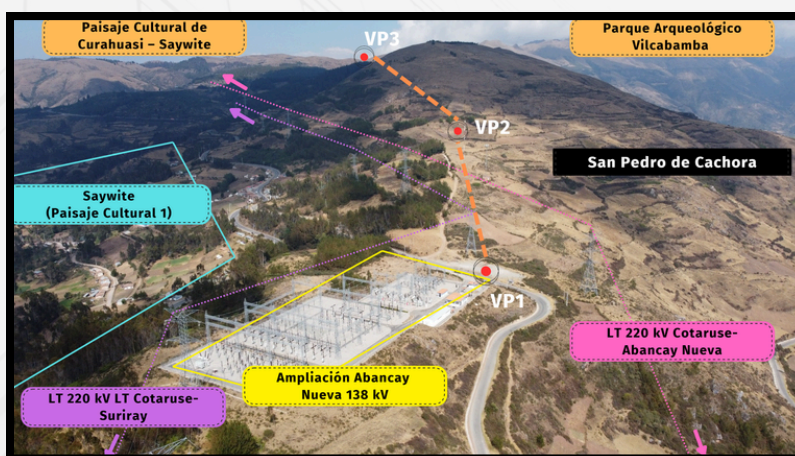 Paisaje Cultural de
Curahuasi – Saywite
VP3
Parque Arqueológico
Vilcabamba
VP2
San Pedro de Cachora
Saywite
(Paisaje Cultural 1)
VP1
LT 220 kV Cotaruse-
Abancay Nueva
Ampliación Abancay
Nueva 138 kV
LT 220 kV LT Cotaruse-
Suriray